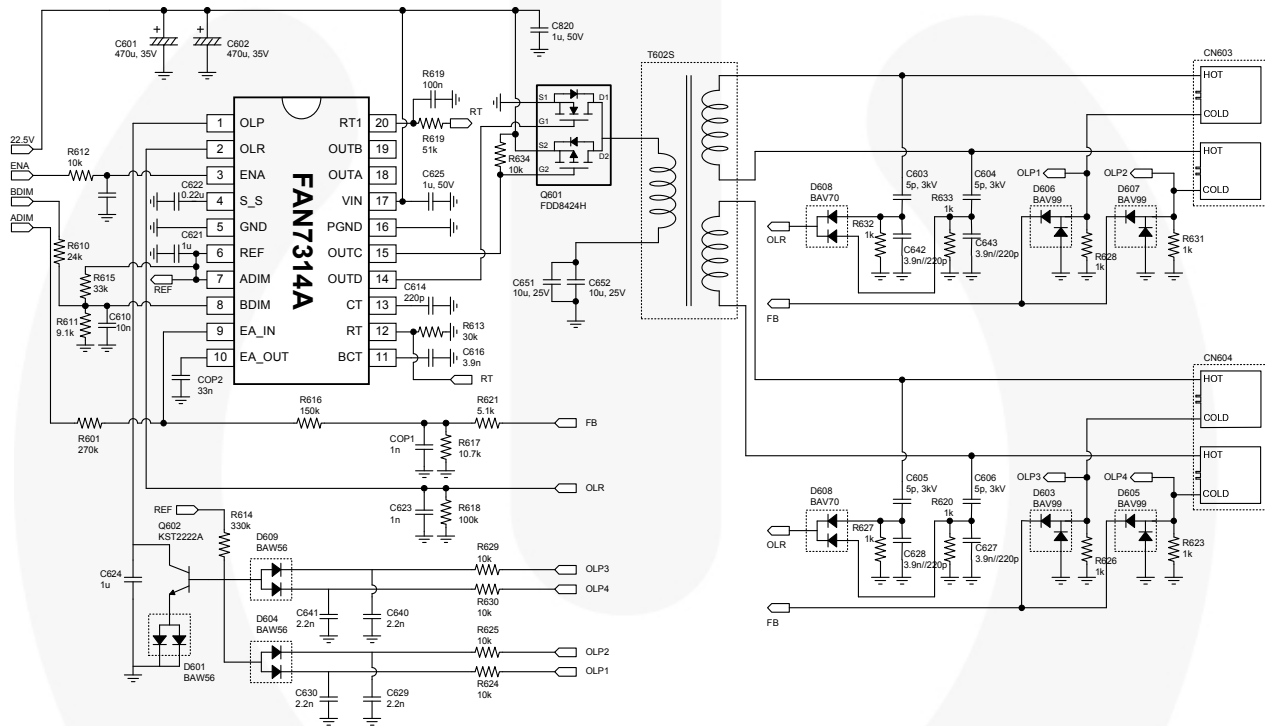 C601
470u, 35V
C602
470u, 35V
C820
1u, 50V
R619
100n
RT
R619
51k
22.5V
ENA
BDIM
ADIM
R612
10k
C622
0.22u
C621
1u
R610
24k
R615
33k
REF
R611
9.1k
C610
10n
COP2
33n
FAN7314A
1 OLP
2 OLR
3 ENA
4 S_S
5 GND
6 REF
7 ADIM
8 BDIM
9 EA_IN
10 EA_OUT
RT1 20
OUTB 19
OUTA 18
VIN 17
PGND 16
OUTC 15
OUTD 14
CT 13
RT 12
BCT 11
C625
1u, 50V
C614
220p
R613
30k
C616
3.9n
RT
R634
10k
S1
D1
G1
S2
D2
G2
Q601
FDD8424H
C651
10u, 25V
C652
10u, 25V
T602S
CN603
HOT
COLD
HOT
COLD
C603
5p, 3kV
C604
5p, 3kV
OLP1
D606
BAV99
OLP2
D607
BAV99
D608
BAV70
OLR
R632
1k
R633
1k
C642
3.9n//220p
C643
3.9n//220p
R628
1k
R631
1k
FB
CN604
HOT
COLD
HOT
COLD
C605
5p, 3kV
C606
5p, 3kV
OLP3
D603
BAV99
OLP4
D605
BAV99
D608
BAV70
OLR
R627
1k
R620
1k
C628
3.9n//220p
C627
3.9n//220p
R626
1k
R623
1k
FB
R601
270k
R616
150k
R621
5.1k
FB
COP1
1n
R617
10.7k
OLR
C623
1n
R618
100k
REF
R614
330k
Q602
KST2222A
C624
1u
D601
BAW56
D609
BAW56
R629
10k
OLP3
OLP4
R630
10k
C641
2.2n
C640
2.2n
D604
BAW56
R625
10k
OLP2
OLP1
R624
10k
C630
2.2n
C629
2.2n